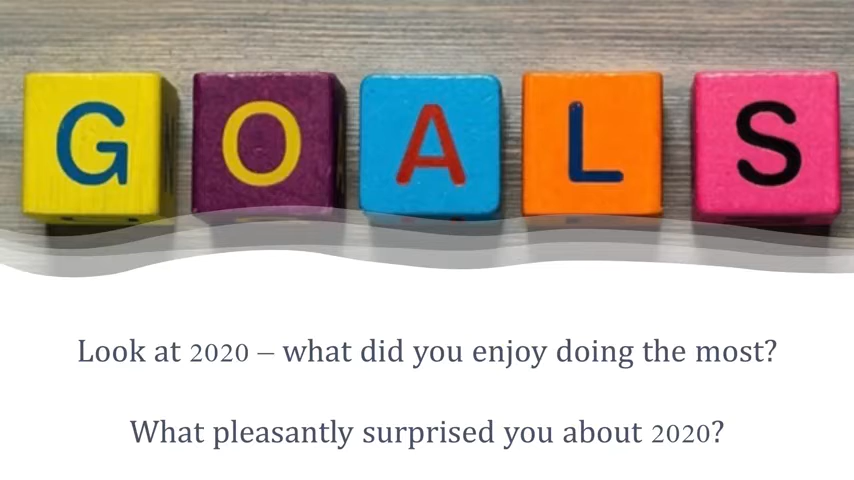 GOALS
Look at 2020 – what did you enjoy doing the most?
What pleasantly surprised you about 2020?